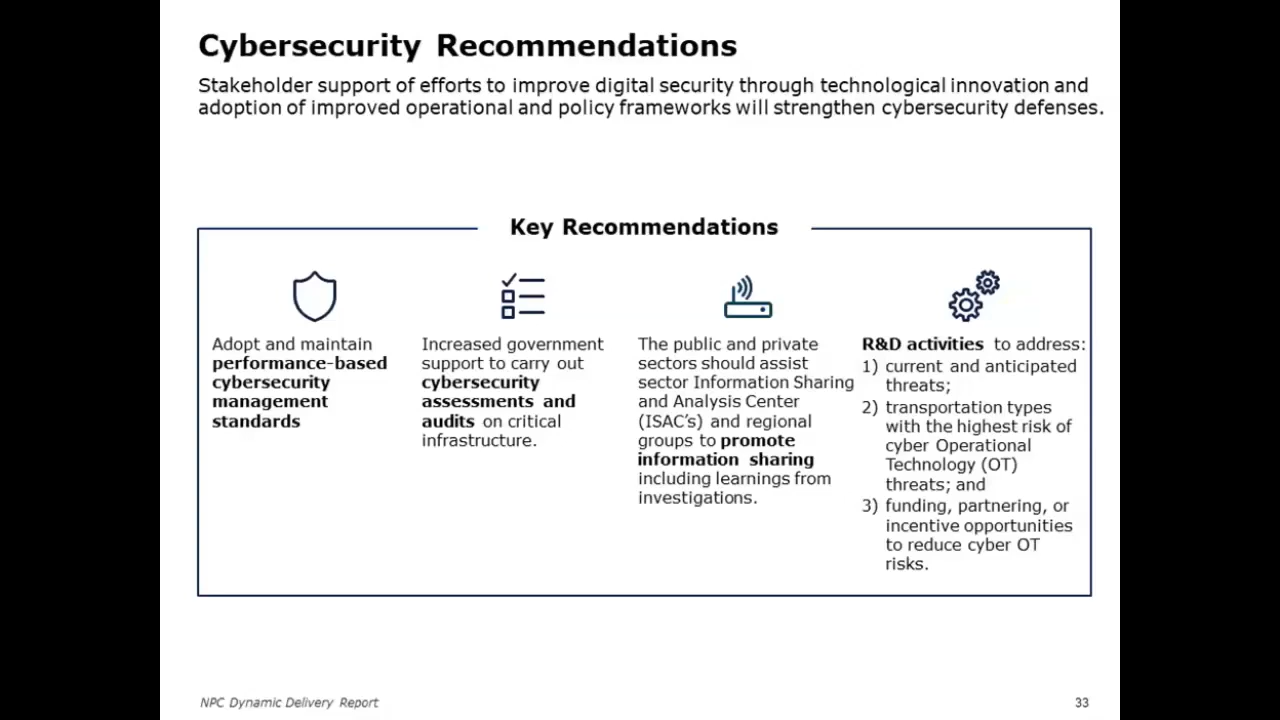 Cybersecurity Recommendations
Stakeholder support of efforts to improve digital security through technological innovation and
adoption of improved operational and policy frameworks will strengthen cybersecurity defenses.
Key Recommendations
Adopt and maintain
performance-based
cybersecurity
management
standards
Increased government
support to carry out
cybersecurity
assessments and
audits on critical
infrastructure.
The public and private
sectors should assist
sector Information Sharing
and Analysis Center
(ISAC's) and regional
groups to promote
information sharing
including learnings from
investigations.
R&D activities to address:
1) current and anticipated
threats;
2) transportation types
with the highest risk of
cyber Operational
Technology (OT)
threats; and
3) funding, partnering, or
incentive opportunities
to reduce cyber OT
risks.
NPC Dynamic Delivery Report
33